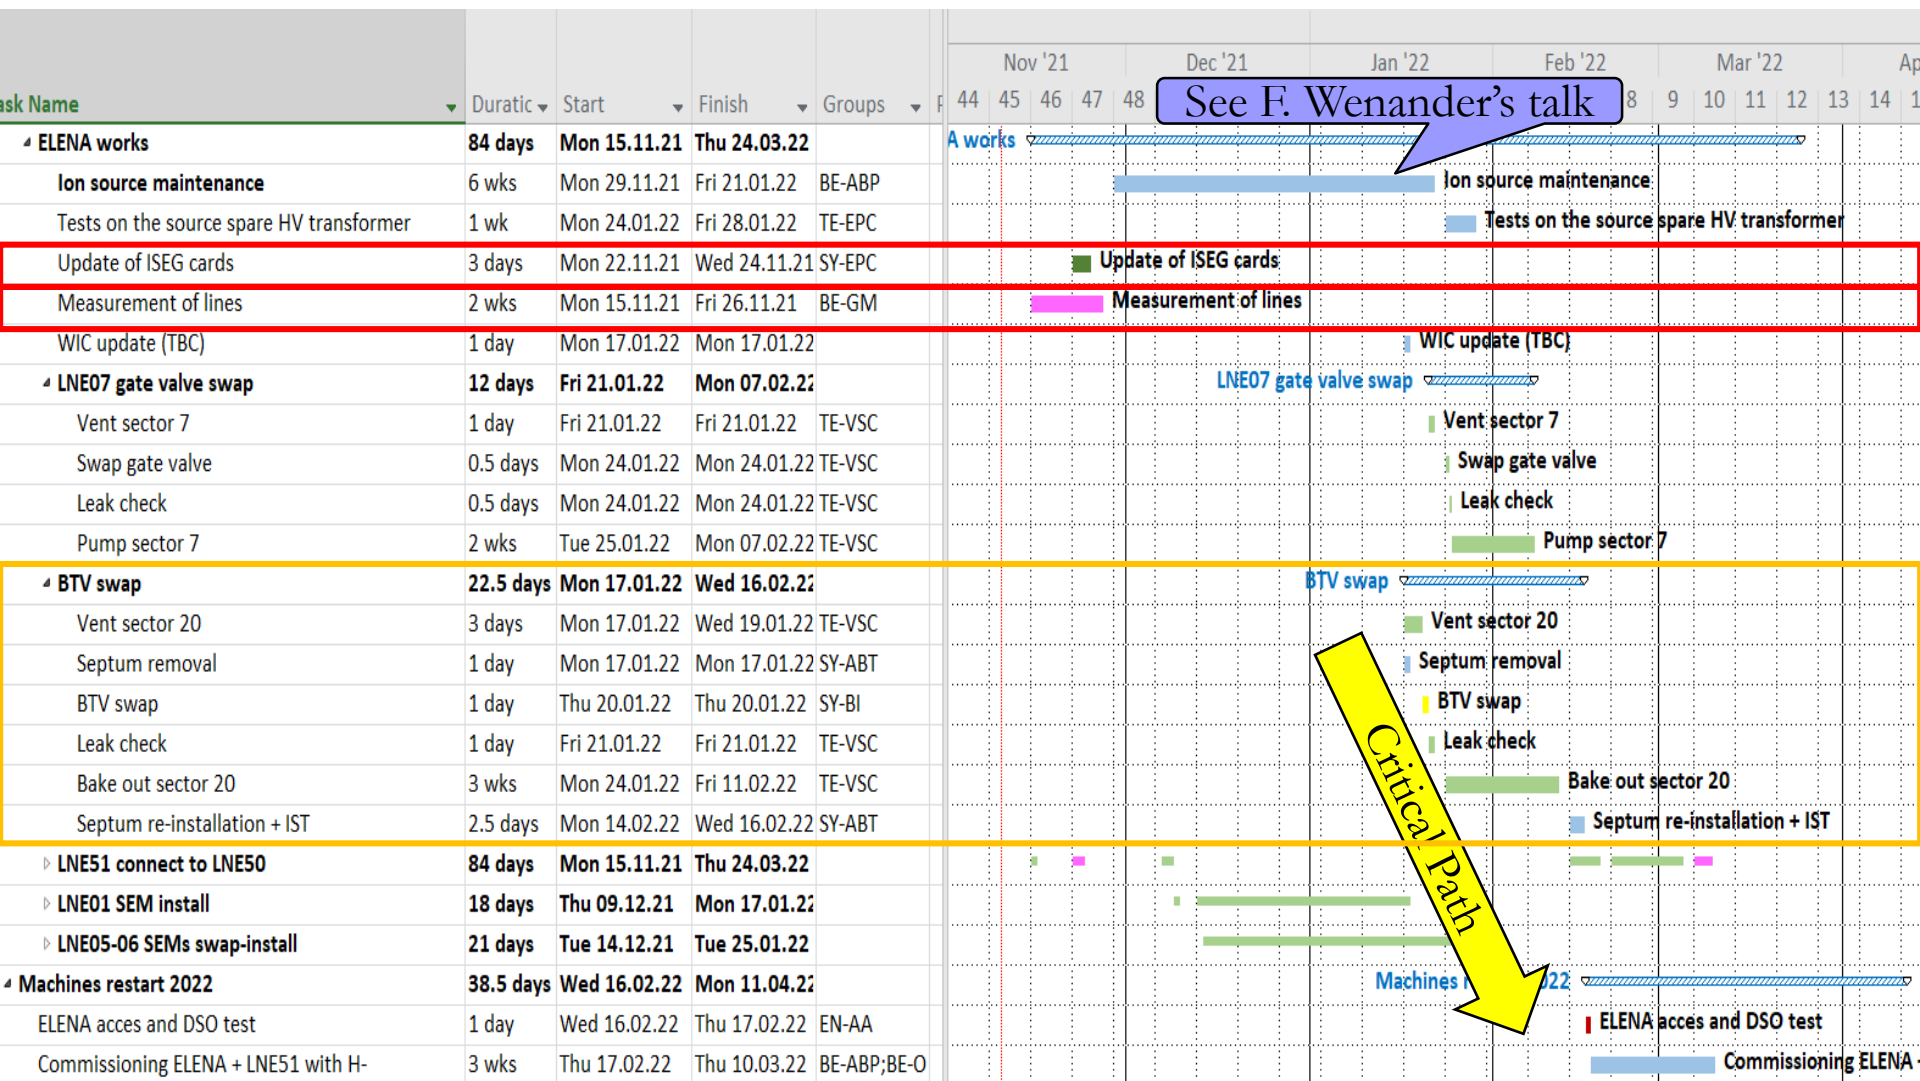 Nov '21 Dec '21 Jan '22 Feb '22 Mar '22 Ap
ask Name Duratic Start Finish Groups 44 45 46 47 48 See F. Wenander's talk 8 9 10 11 12 13 14 1
ELENA works 84 days Mon 15.11.21 Thu 24.03.22 A works
Ion source maintenance 6 wks Mon 29.11.21 Fri 21.01.22 BE-ABP Ion source maintenance
Tests on the source spare HV transformer 1 wk Mon 24.01.22 Fri 28.01.22 TE-EPC Tests on the source spare HV transformer
Update of ISEG cards 3 days Mon 22.11.21 Wed 24.11.21 SY-EPC Update of ISEG cards
Measurement of lines 2 wks Mon 15.11.21 Fri 26.11.21 BE-GM Measurement of lines
WIC update (TBC) 1 day Mon 17.01.22 Mon 17.01.22 WIC update (TBC)
LNE07 gate valve swap 12 days Fri 21.01.22 Mon 07.02.22 LNE07 gate valve swap
Vent sector 7 1 day Fri 21.01.22 Fri 21.01.22 TE-VSC Vent sector 7
Swap gate valve 0.5 days Mon 24.01.22 Mon 24.01.22 TE-VSC Swap gate valve
Leak check 0.5 days Mon 24.01.22 Mon 24.01.22 TE-VSC Leak check
Pump sector 7 2 wks Tue 25.01.22 Mon 07.02.22 TE-VSC Pump sector 7
BTV swap 22.5 days Mon 17.01.22 Wed 16.02.22 BTV swap
Vent sector 20 3 days Mon 17.01.22 Wed 19.01.22 TE-VSC Vent sector 20
Septum removal 1 day Mon 17.01.22 Mon 17.01.22 SY-ABT Septum removal
BTV swap 1 day Thu 20.01.22 Thu 20.01.22 SY-BI BTV swap
Leak check 1 day Fri 21.01.22 Fri 21.01.22 TE-VSC Leak check
Bake out sector 20 3 wks Mon 24.01.22 Fri 11.02.22 TE-VSC Bake out sector 20
Septum re-installation + IST 2.5 days Mon 14.02.22 Wed 16.02.22 SY-ABT Septum re-installation + IST
Critical Path
LNE51 connect to LNE50 84 days Mon 15.11.21 Thu 24.03.22
LNE01 SEM install 18 days Thu 09.12.21 Mon 17.01.22
LNE05-06 SEMs swap-install 21 days Tue 14.12.21 Tue 25.01.22
Machines restart 2022 38.5 days Wed 16.02.22 Mon 11.04.22 Machines 22
ELENA acces and DSO test 1 day Wed 16.02.22 Thu 17.02.22 EN-AA ELENA acces and DSO test
Commissioning ELENA + LNE51 with H- 3 wks Thu 17.02.22 Thu 10.03.22 BE-ABP;BE-O Commissioning ELENA